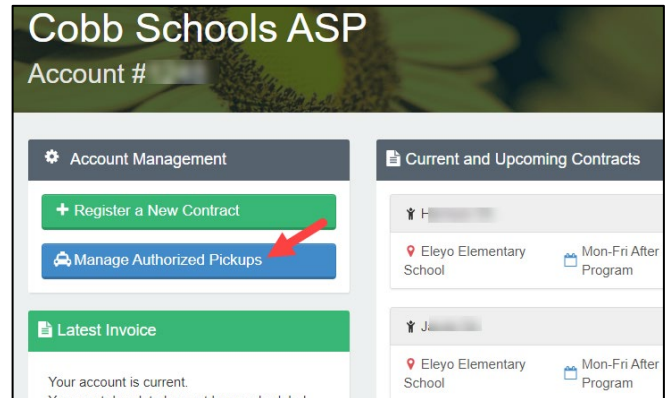 Cobb Schools ASP
Account #
Account Management
+ Register a New Contract
Manage Authorized Pickups
Latest Invoice
Your account is current.
Current and Upcoming Contracts
H
Eleyo Elementary
School
Mon-Fri After
Program
J
Eleyo Elementary
School
Mon-Fri After
Program